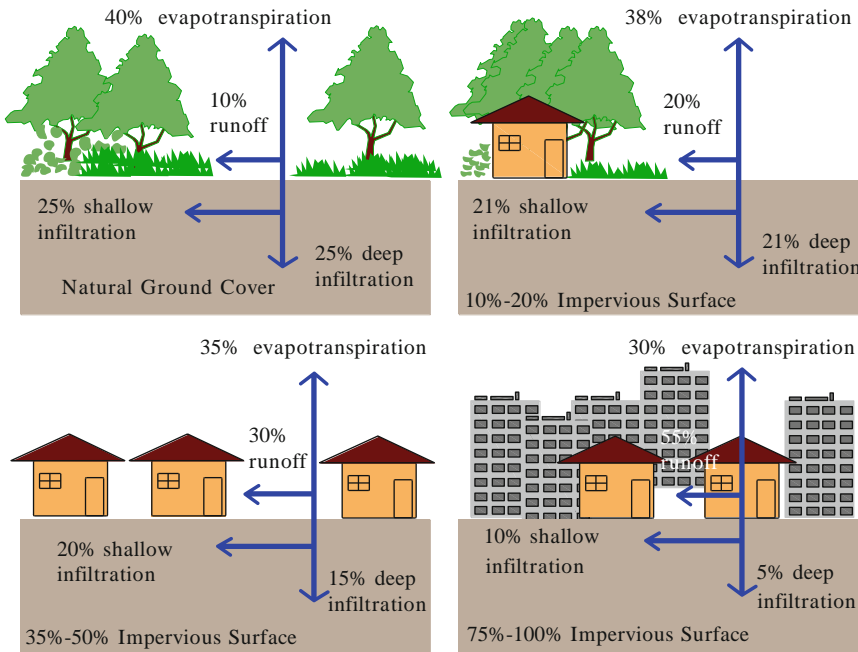 40% evapotranspiration
10%
runoff
25% shallow
infiltration
25% deep
infiltration
Natural Ground Cover
38% evapotranspiration
20%
runoff
21% shallow
infiltration
21% deep
infiltration
10%-20% Impervious Surface
35% evapotranspiration
30%
runoff
20% shallow
infiltration
15% deep
infiltration
35%-50% Impervious Surface
30% evapotranspiration
55%
runoff
10% shallow
infiltration
5% deep
infiltration
75%-100% Impervious Surface